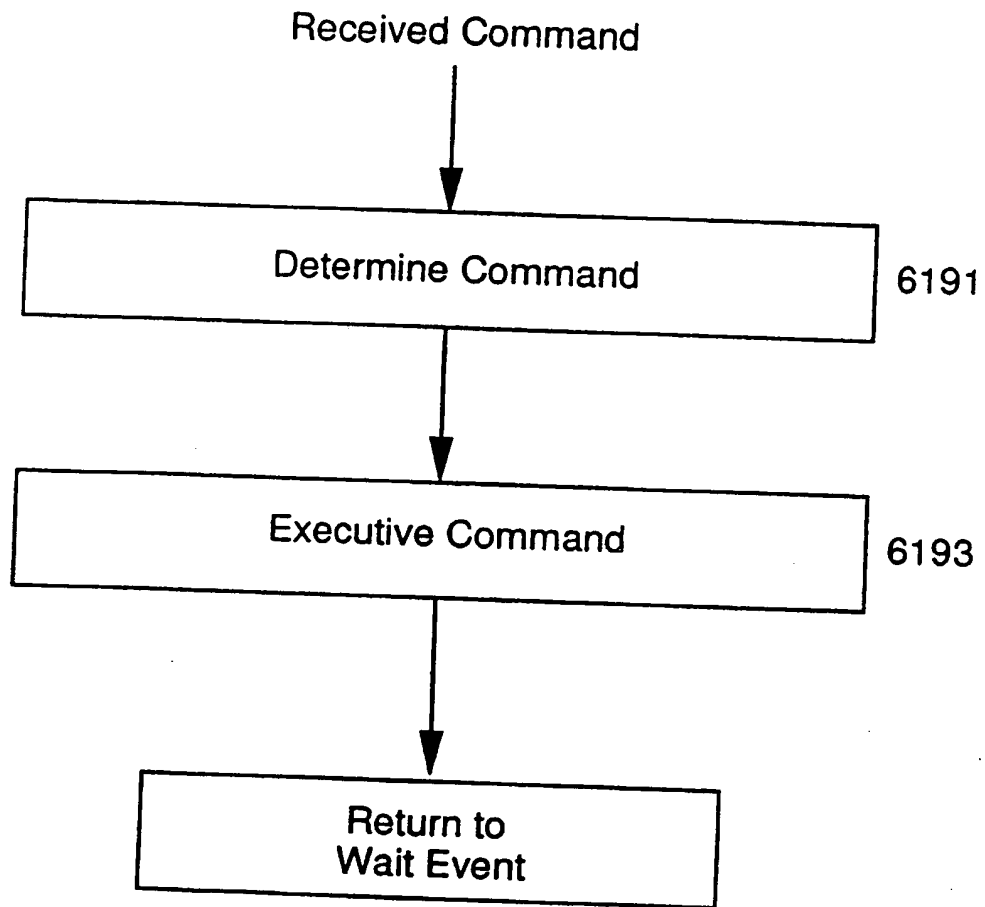 Received Command
Determine Command
6191
Executive Command
6193
Return to
Wait Event